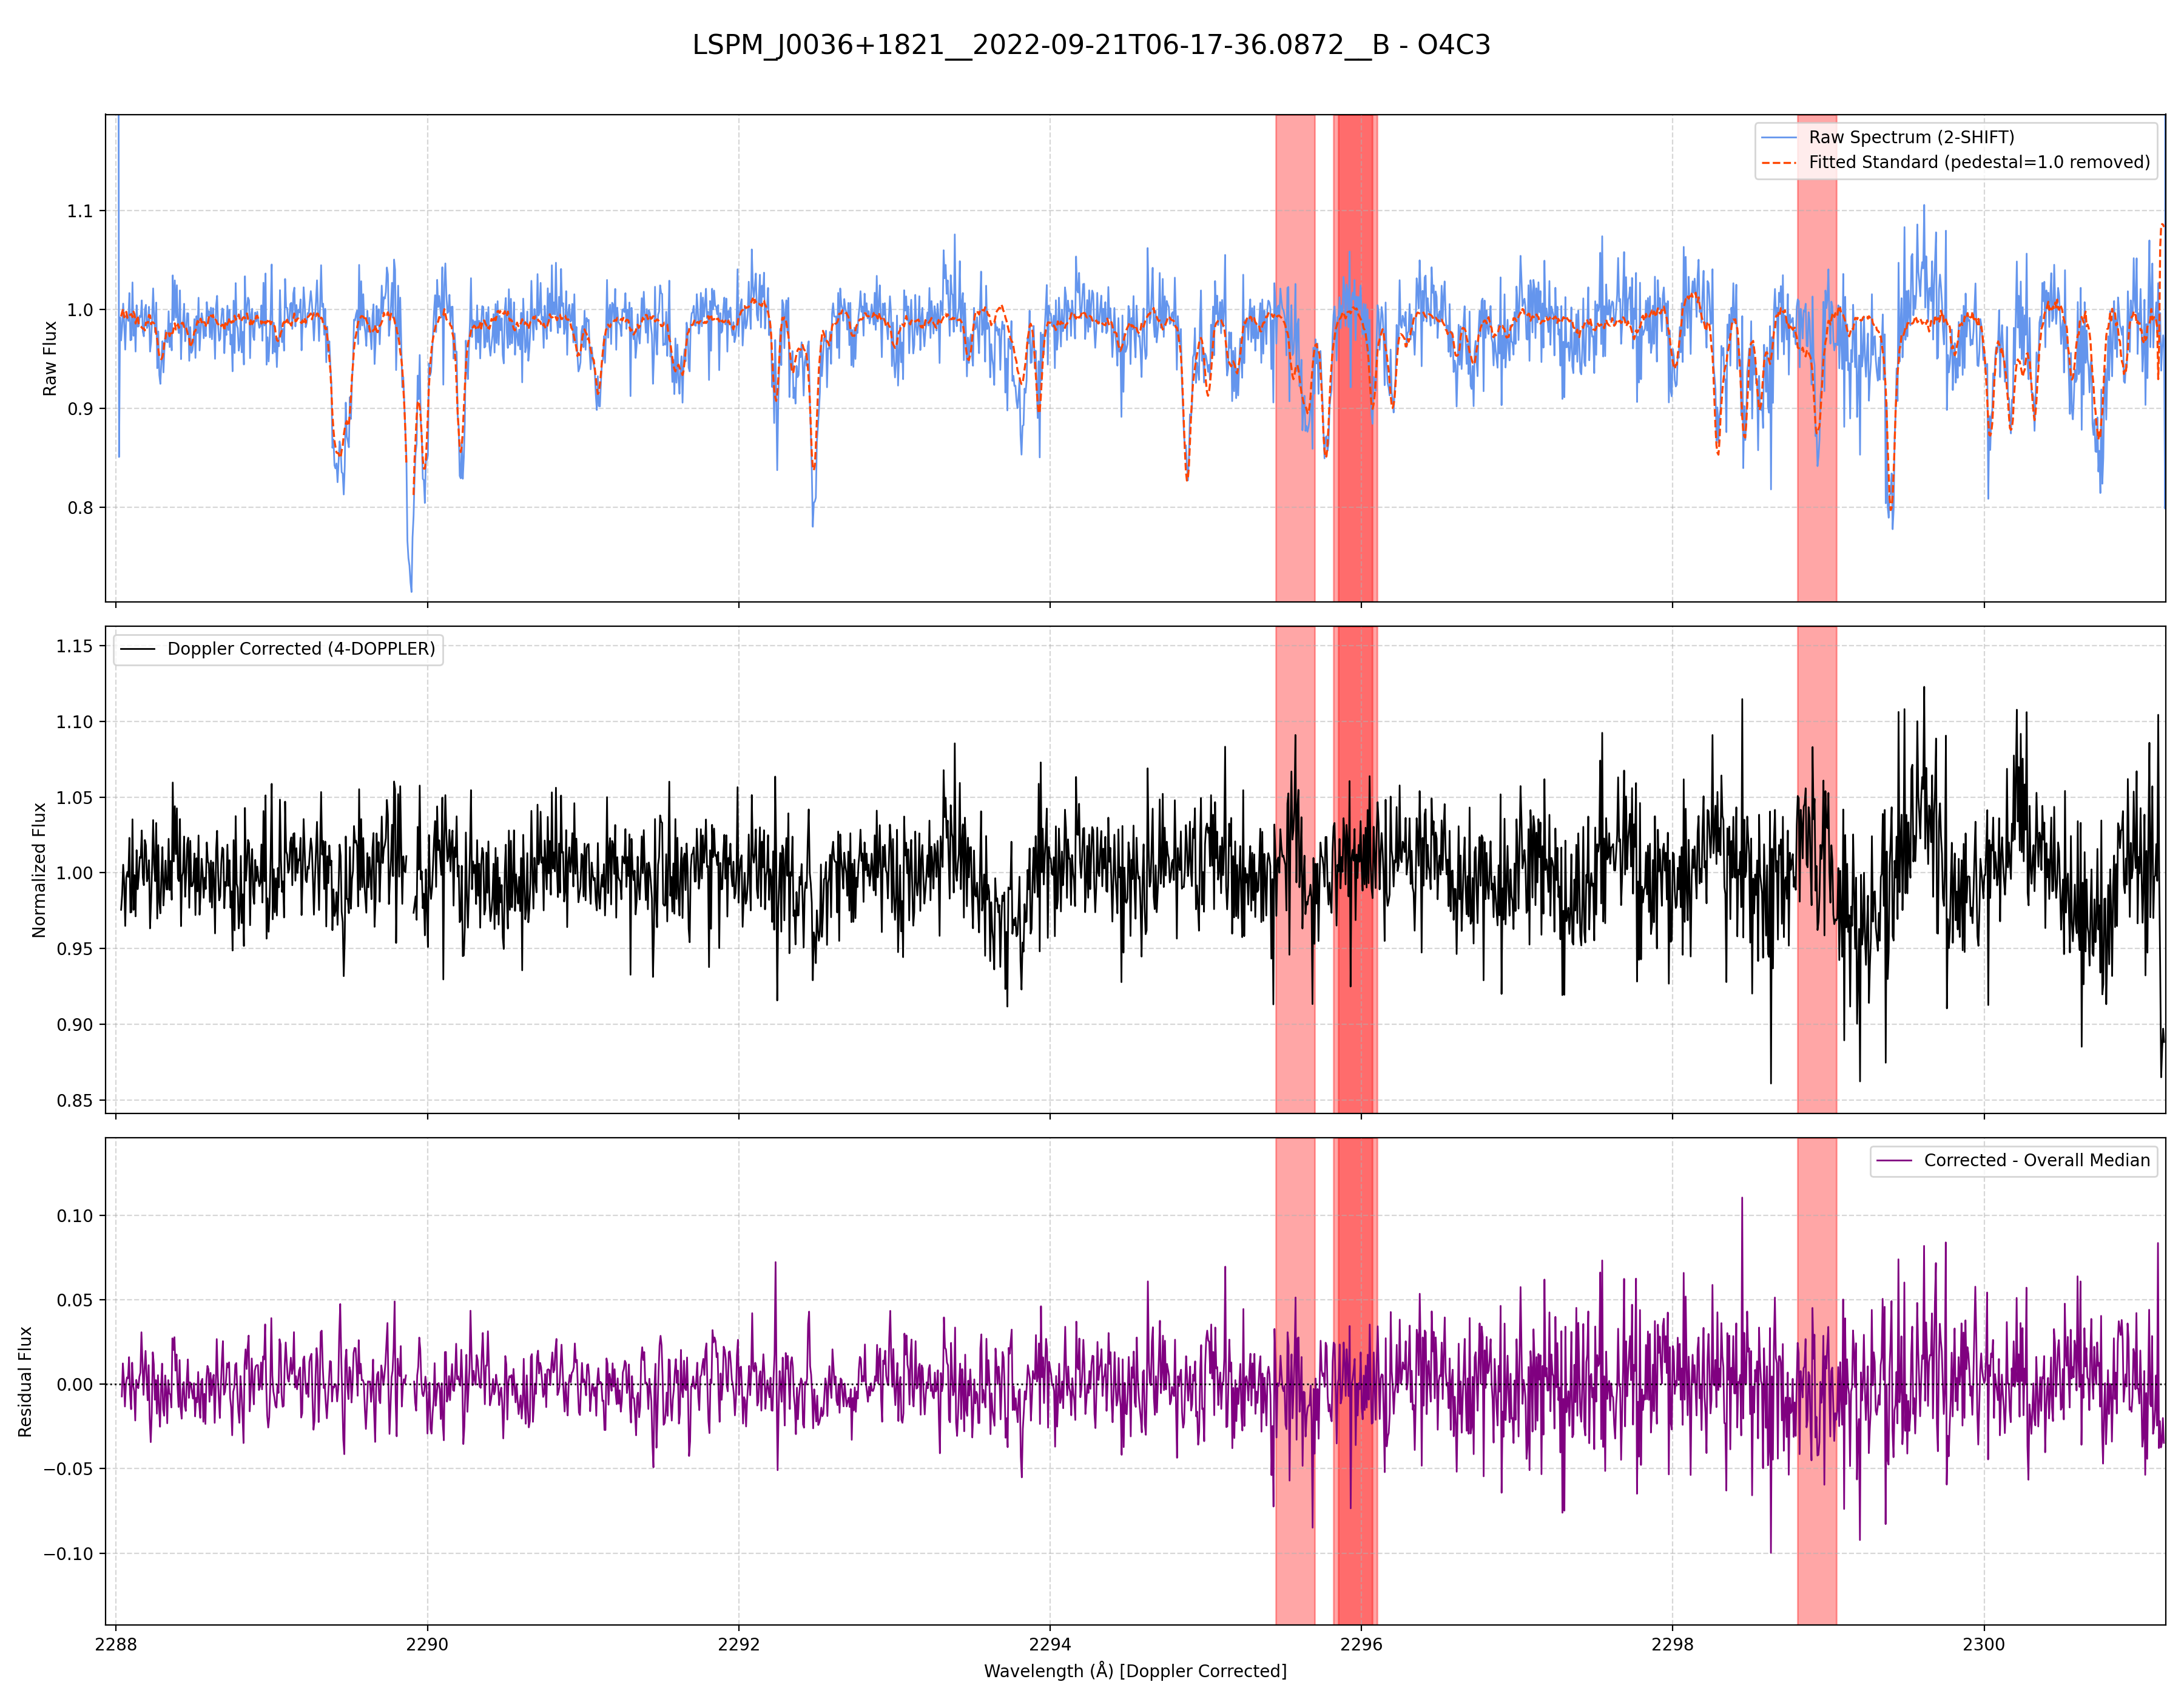 LSPM_J0036+1821__2022-09-21T06-17-36.0872__B - O4C3
Raw Spectrum (2-SHIFT)
Fitted Standard (pedestal=1.0 removed)
Raw Flux
1.1
1.0
0.9
0.8
Doppler Corrected (4-DOPPLER)
Normalized Flux
1.15
1.10
1.05
1.00
0.95
0.90
0.85
Corrected - Overall Median
Residual Flux
0.10
0.05
0.00
−0.05
−0.10
2288 2290 2292 2294 2296 2298 2300
Wavelength (Å) [Doppler Corrected]